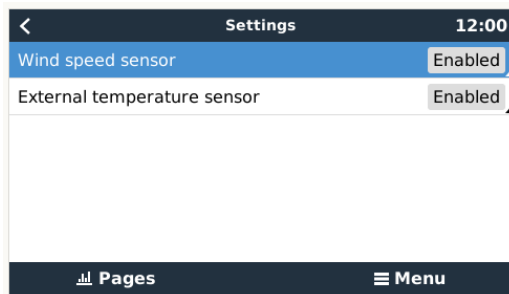 Settings 12:00
Wind speed sensor Enabled
External temperature sensor Enabled
Pages Menu